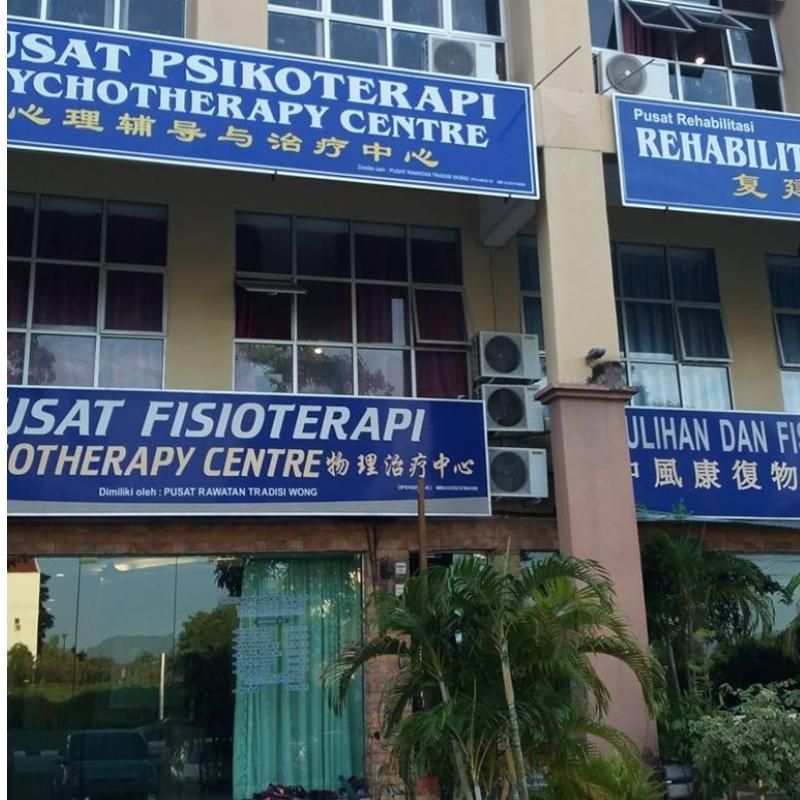 USAT PSIKOTERAPI
YCHOTHERAPY CENTRE
心理辅导与治疗中心
Dimiliki oleh : PUSAT RAWATAN TRADISI WONG
Pusat Rehabilitasi
REHABILIT
复建
USAT FISIOTERAPI
OTHERAPY CENTRE 物理治疗中心
Dimiliki oleh : PUSAT RAWATAN TRADISI WONG
ULIHAN DAN FIS
中風康復物